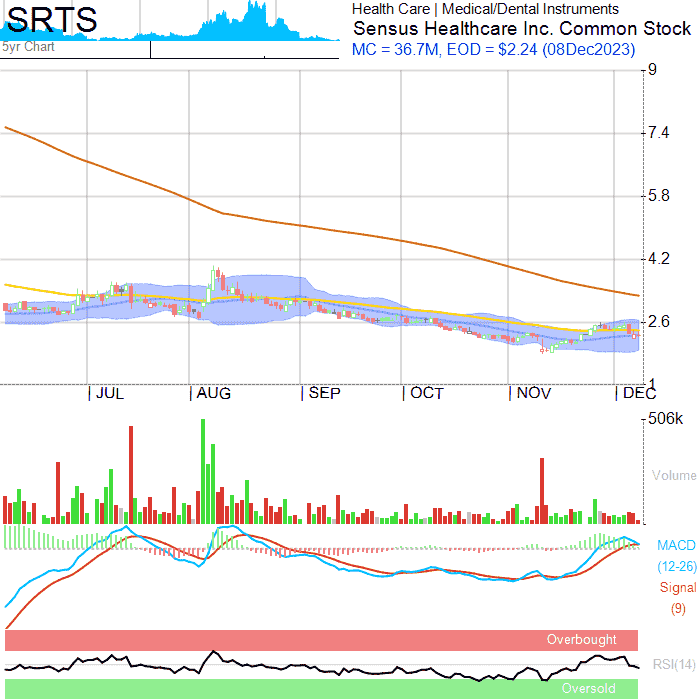 SRTS
5yr Chart
Health Care | Medical/Dental Instruments
Sensus Healthcare Inc. Common Stock
MC = 36.7M, EOD = $2.24 (08Dec2023)
9
7.4
5.8
4.2
2.6
1
JUL AUG SEP OCT NOV DEC
506k
Volume
MACD
(12-26)
Signal
(9)
Overbought
RSI(14)
Oversold